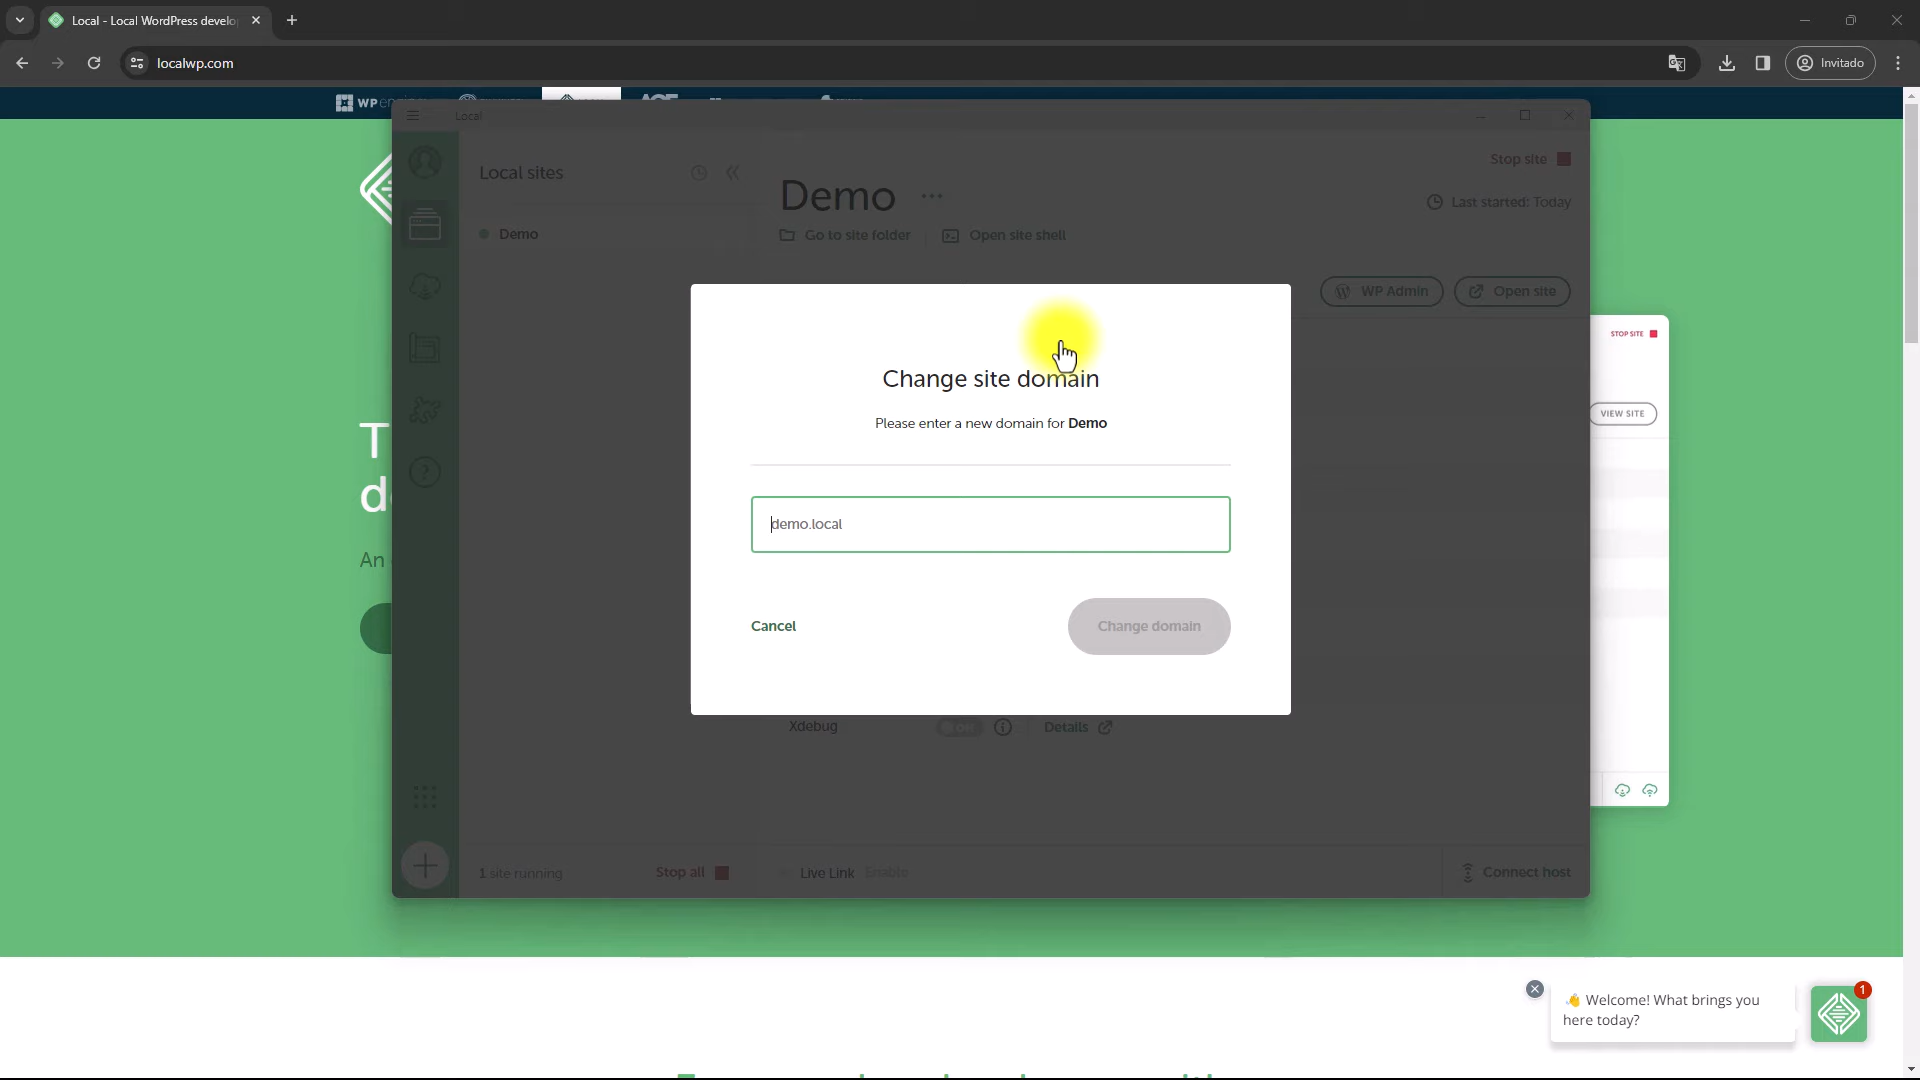 Local - Local WordPress develo
localwp.com
Invitado
WP
Local
Local sites
Demo
Stop site
Demo ...
Last started: Today
Go to site folder
Open site shell
WP Admin
Open site
STOP SITE
VIEW SITE
T
d
An
Change site domain
Please enter a new domain for Demo
demo.local
Cancel
Change domain
Xdebug
Off
Details
1 site running
Stop all
Live Link
Enable
Connect host
👋 Welcome! What brings you
here today?
1